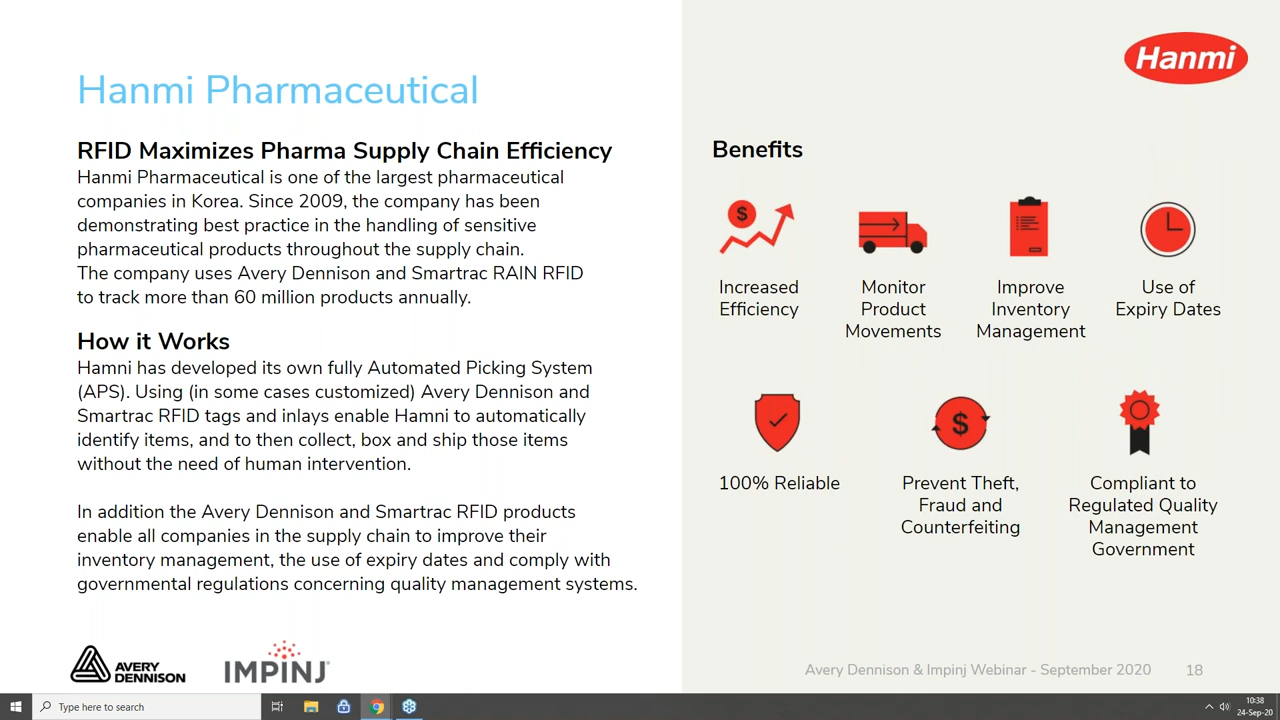 Hanmi
Hanmi Pharmaceutical
RFID Maximizes Pharma Supply Chain Efficiency
Hanmi Pharmaceutical is one of the largest pharmaceutical
companies in Korea. Since 2009, the company has been
demonstrating best practice in the handling of sensitive
pharmaceutical products throughout the supply chain.
The company uses Avery Dennison and Smartrac RAIN RFID
to track more than 60 million products annually.
How it Works
Hamni has developed its own fully Automated Picking System
(APS). Using (in some cases customized) Avery Dennison and
Smartrac RFID tags and inlays enable Hamni to automatically
identify items, and to then collect, box and ship those items
without the need of human intervention.
In addition the Avery Dennison and Smartrac RFID products
enable all companies in the supply chain to improve their
inventory management, the use of expiry dates and comply with
governmental regulations concerning quality management systems.
Benefits
$
Increased
Efficiency
Monitor
Product
Movements
Improve
Inventory
Management
Use of
Expiry Dates
100% Reliable
$
Prevent Theft,
Fraud and
Counterfeiting
Compliant to
Regulated Quality
Management
Government
AVERY
DENNISON
IMPINJ
Avery Dennison & Impinj Webinar - September 2020
18
Type here to search
10:38
24-Sep-20